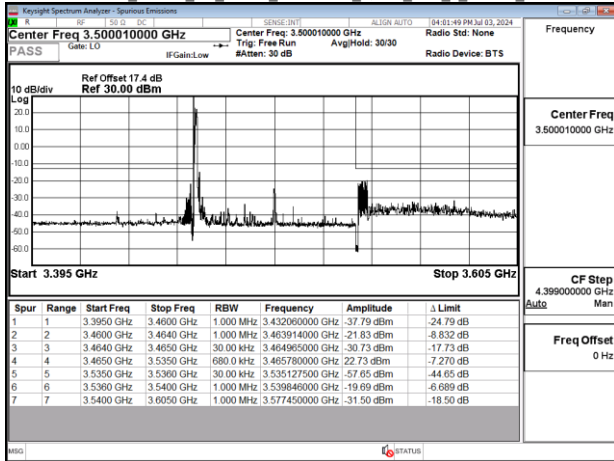 Keysight Spectrum Analyzer - Spurious Emissions
R RF 50 Ω DC SENSE:INT ALIGN AUTO 04:01:49 PM Jul 03, 2024
Center Freq 3.500010000 GHz Center Freq: 3.500010000 GHz Radio Std: None
PASS Gate: LO Trig: Free Run Avg|Hold: 30/30
IFGain:Low #Atten: 30 dB Radio Device: BTS
Ref Offset 17.4 dB
10 dB/div Ref 30.00 dBm
Log
20.0
10.0
0.00
-10.0
-20.0
-30.0
-40.0
-50.0
-60.0
Start 3.395 GHz Stop 3.605 GHz
Spur Range Start Freq Stop Freq RBW Frequency Amplitude Δ Limit
1 1 3.3950 GHz 3.4600 GHz 1.000 MHz 3.432060000 GHz -37.79 dBm -24.79 dB
2 2 3.4600 GHz 3.4640 GHz 1.000 MHz 3.463914000 GHz -21.83 dBm -8.832 dB
3 3 3.4640 GHz 3.4650 GHz 30.00 kHz 3.464965000 GHz -30.73 dBm -17.73 dB
4 4 3.4650 GHz 3.5350 GHz 680.0 kHz 3.465780000 GHz 22.73 dBm -7.270 dB
5 5 3.5350 GHz 3.5360 GHz 30.00 kHz 3.535127500 GHz -57.65 dBm -44.65 dB
6 6 3.5360 GHz 3.5400 GHz 1.000 MHz 3.539846000 GHz -19.69 dBm -6.689 dB
7 7 3.5400 GHz 3.6050 GHz 1.000 MHz 3.577450000 GHz -31.50 dBm -18.50 dB
Frequency
Center Freq
3.500010000 GHz
CF Step
4.399000000 GHz
Auto Man
Freq Offset
0 Hz
MSG STATUS